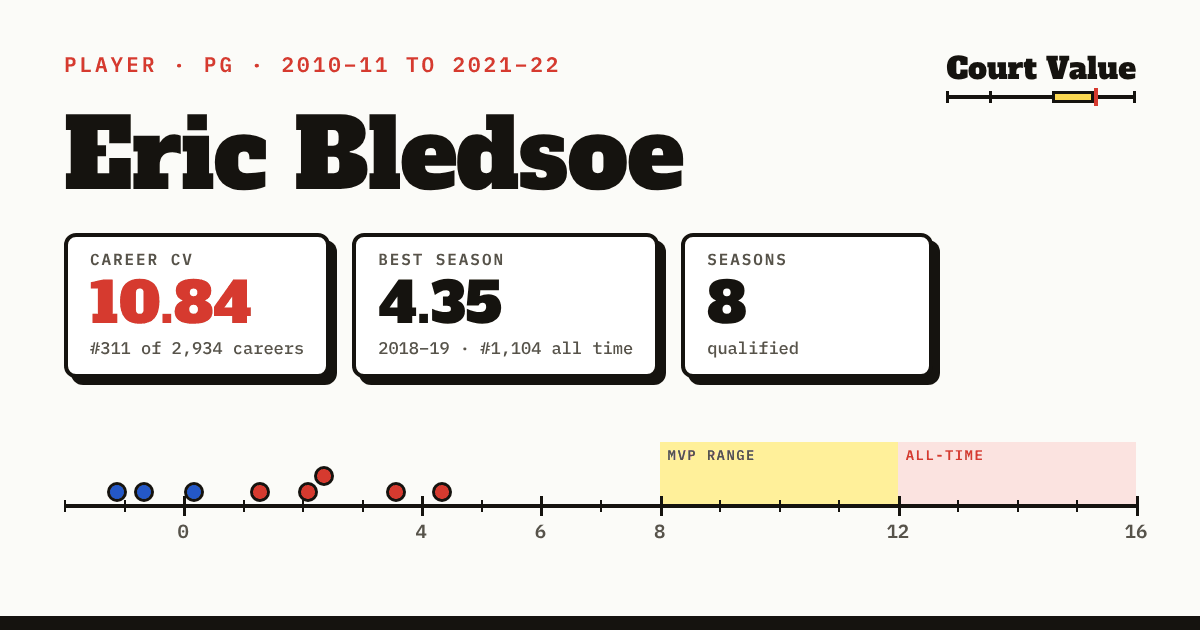 PLAYER · PG · 2010–11 TO 2021–22
Court Value
Eric Bledsoe
CAREER CV
10.84
#311 of 2,934 careers
BEST SEASON
4.35
2018–19 · #1,104 all time
SEASONS
8
qualified
MVP RANGE
ALL-TIME
0 4 6 8 12 16